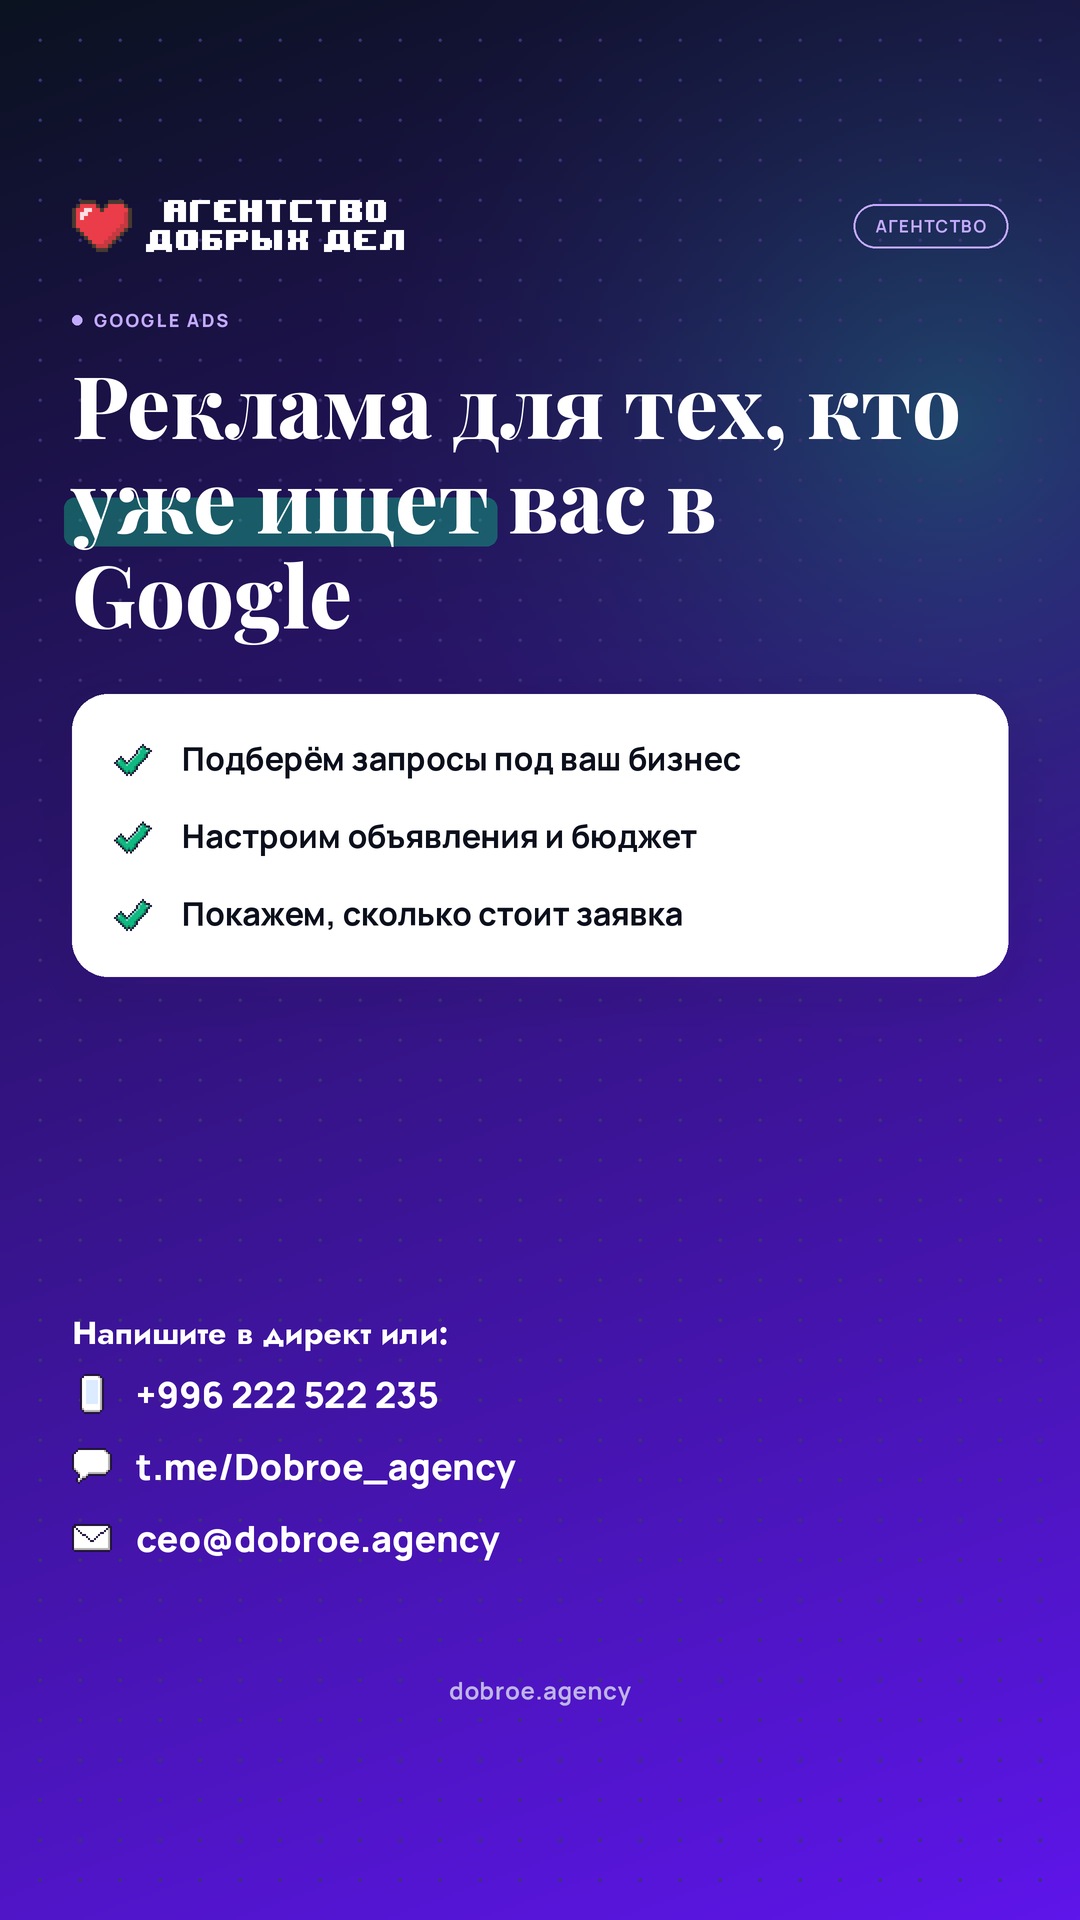 АГЕНТСТВО
ДОБРЫХ ДЕЛ
АГЕНТСТВО
GOOGLE ADS
Реклама для тех, кто
уже ищет вас в
Google
Подберём запросы под ваш бизнес
Настроим объявления и бюджет
Покажем, сколько стоит заявка
Напишите в директ или:
+996 222 522 235
t.me/Dobroe_agency
ceo@dobroe.agency
dobroe.agency